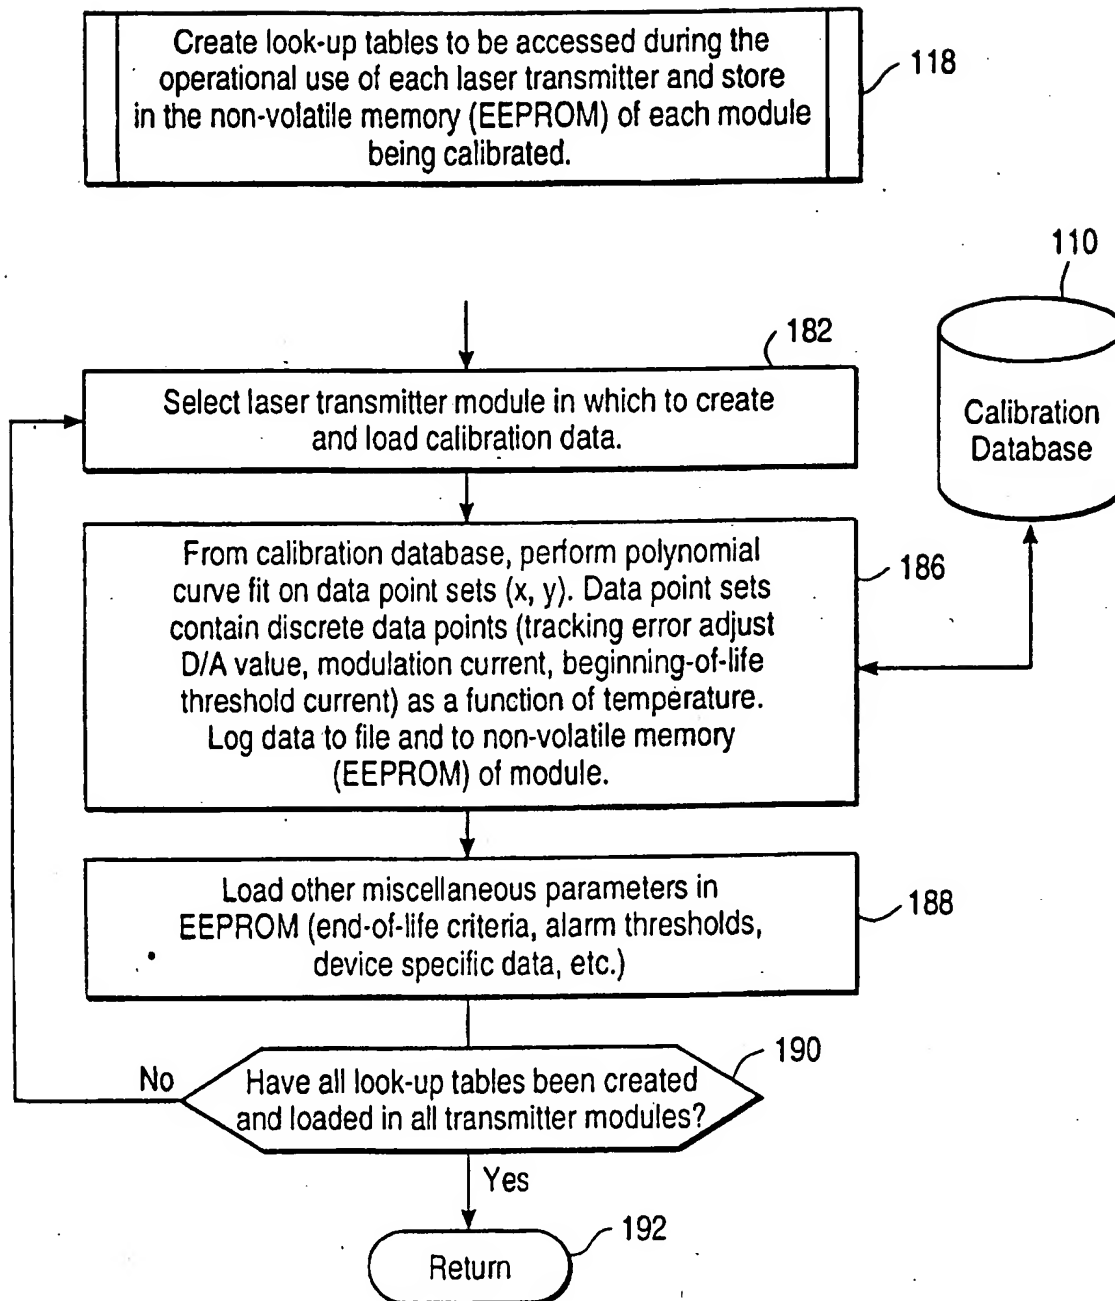 Create look-up tables to be accessed during the
operational use of each laser transmitter and store
in the non-volatile memory (EEPROM) of each module
being calibrated.
118
110
Calibration
Database
182
Select laser transmitter module in which to create
and load calibration data.
From calibration database, perform polynomial
curve fit on data point sets (x, y). Data point sets
contain discrete data points (tracking error adjust
D/A value, modulation current, beginning-of-life
threshold current) as a function of temperature.
Log data to file and to non-volatile memory
(EEPROM) of module.
186
Load other miscellaneous parameters in
EEPROM (end-of-life criteria, alarm thresholds,
device specific data, etc.)
188
190
No
Have all look-up tables been created
and loaded in all transmitter modules?
Yes
192
Return